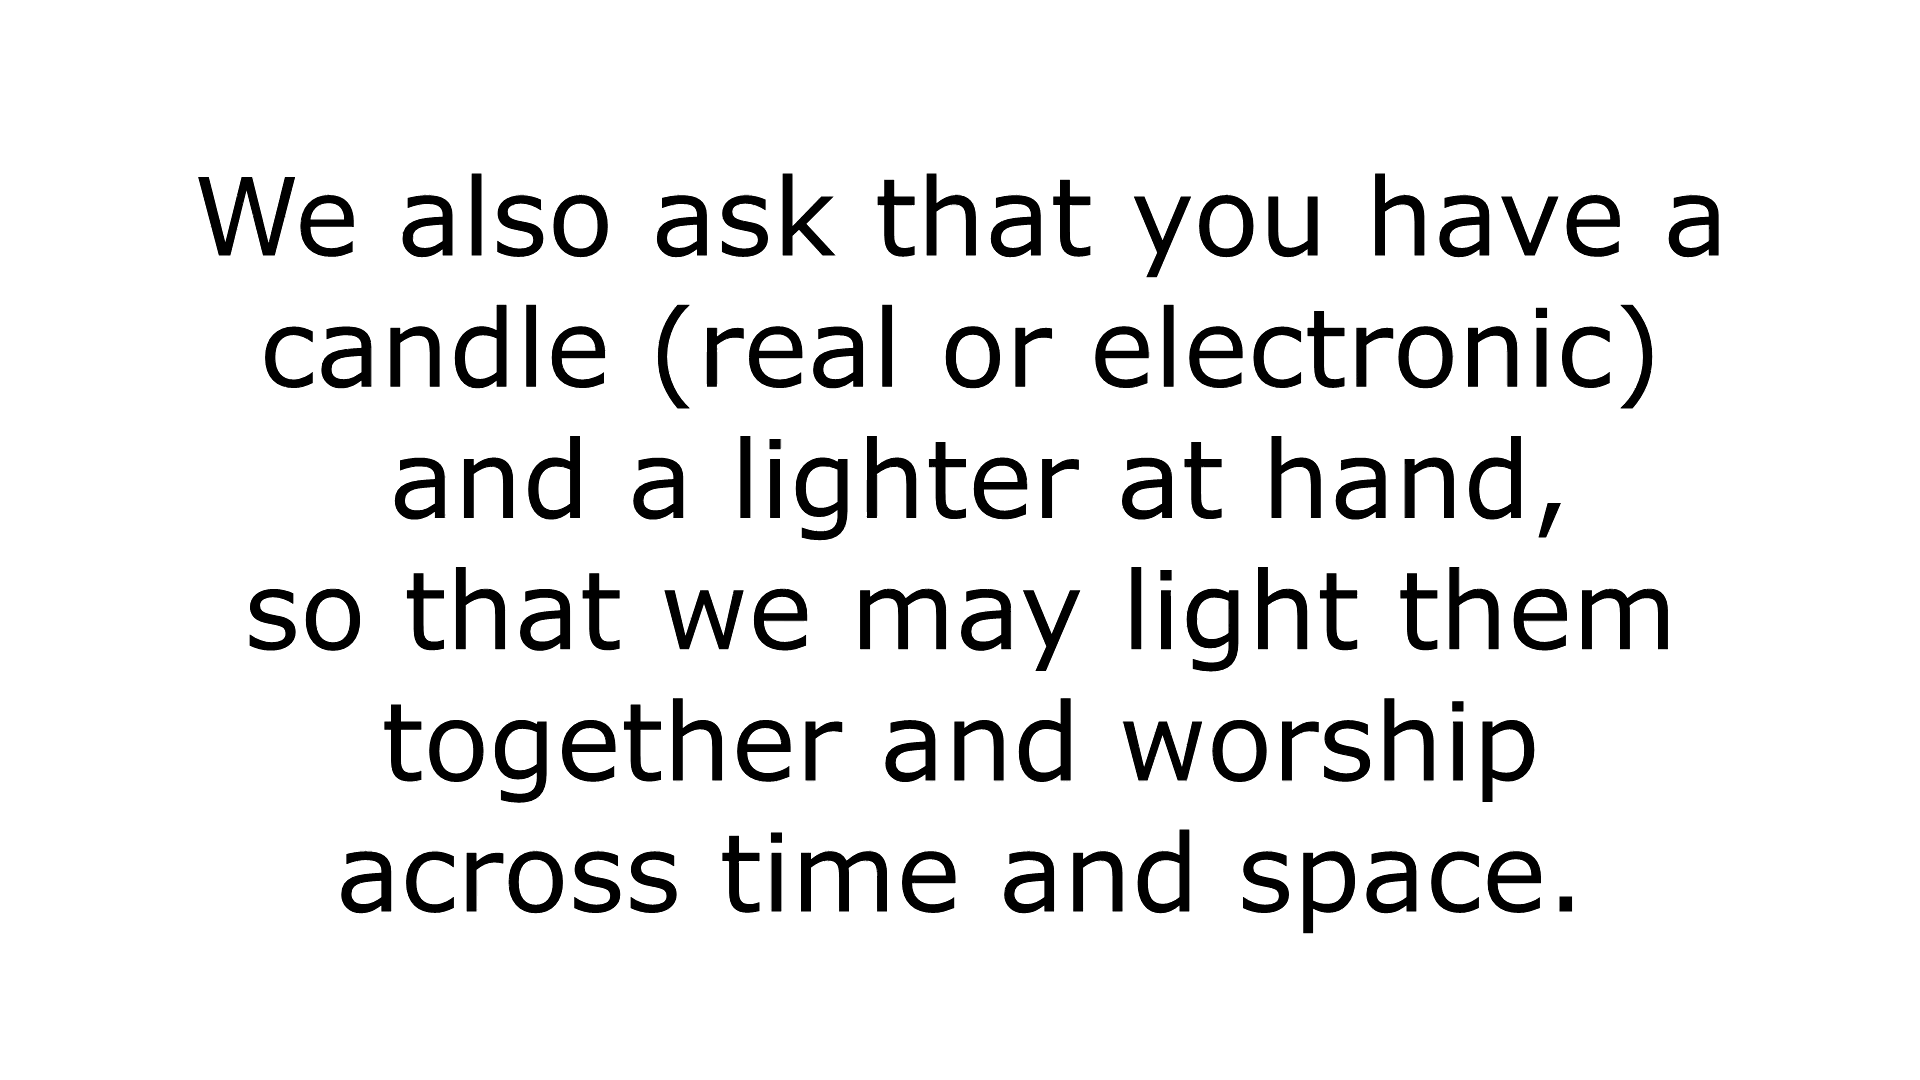 We also ask that you have a
candle (real or electronic)
and a lighter at hand,
so that we may light them
together and worship
across time and space.